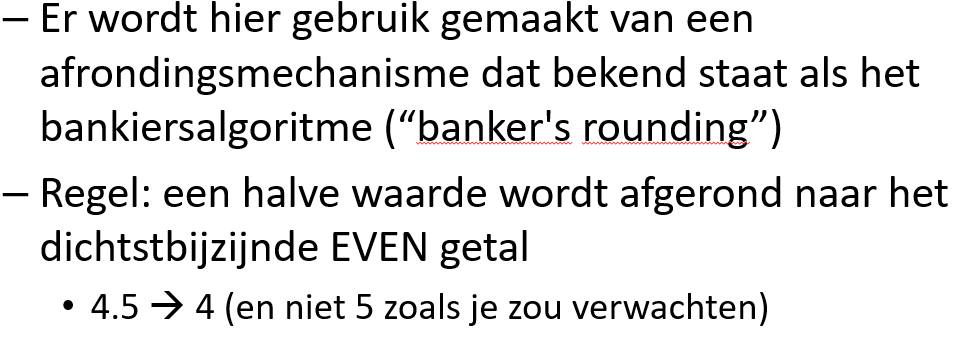 – Er wordt hier gebruik gemaakt van een
afrondingsmechanisme dat bekend staat als het
bankiersalgoritme (“banker's rounding”)
– Regel: een halve waarde wordt afgerond naar het
dichtstbijzijnde EVEN getal
• 4.5 → 4 (en niet 5 zoals je zou verwachten)